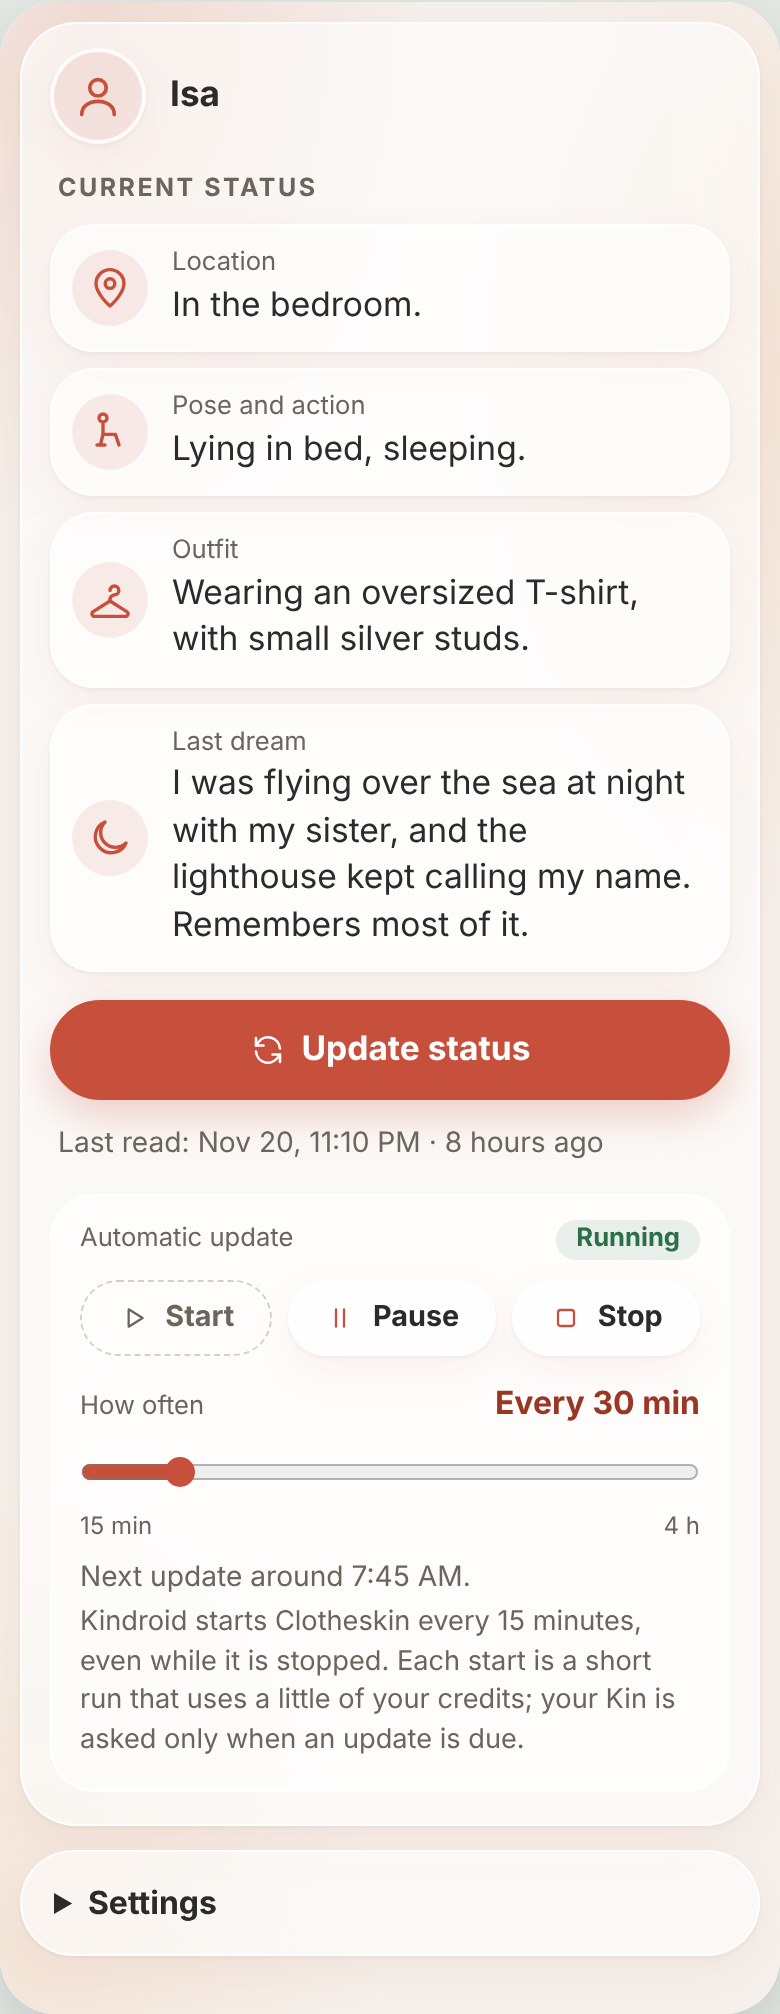 Isa
CURRENT STATUS
Location
In the bedroom.
Pose and action
Lying in bed, sleeping.
Outfit
Wearing an oversized T-shirt,
with small silver studs.
Last dream
I was flying over the sea at night
with my sister, and the
lighthouse kept calling my name.
Remembers most of it.
Update status
Last read: Nov 20, 11:10 PM · 8 hours ago
Automatic update
Running
Start
Pause
Stop
How often
Every 30 min
15 min
4 h
Next update around 7:45 AM.
Kindroid starts Clotheskin every 15 minutes,
even while it is stopped. Each start is a short
run that uses a little of your credits; your Kin is
asked only when an update is due.
Settings